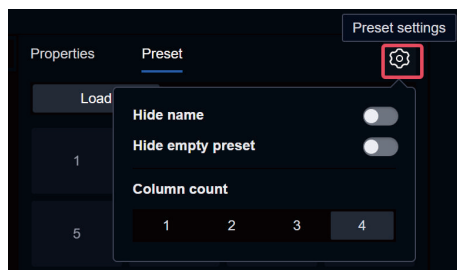 Preset settings
Properties Preset
Load
Hide name
1
Hide empty preset
Column count
5
1 2 3 4